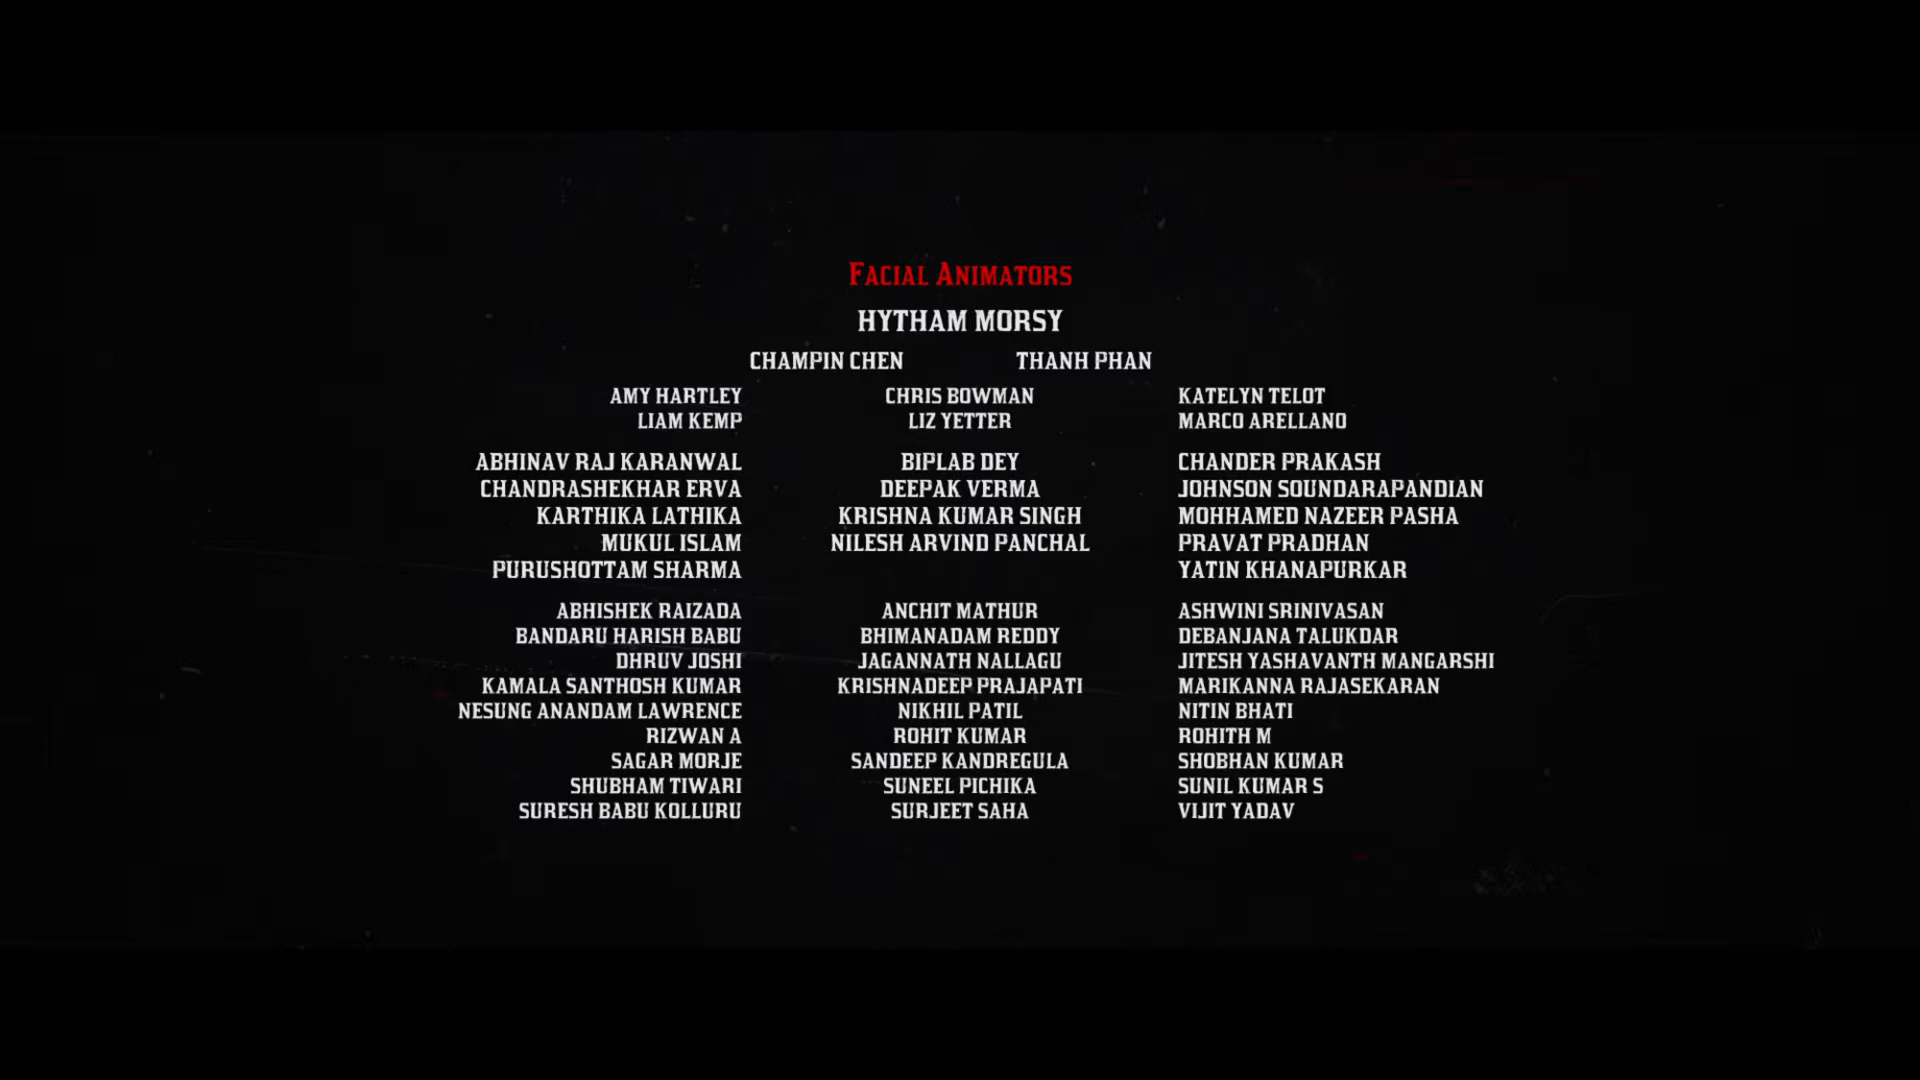 Facial Animators
HYTHAM MORSY
CHAMPIN CHEN THANH PHAN
AMY HARTLEY CHRIS BOWMAN KATELYN TELOT
LIAM KEMP LIZ YETTER MARCO ARELLANO
ABHINAV RAJ KARANWAL BIPLAB DEY CHANDER PRAKASH
CHANDRASHEKHAR ERVA DEEPAK VERMA JOHNSON SOUNDARAPANDIAN
KARTHIKA LATHIKA KRISHNA KUMAR SINGH MOHHAMED NAZEER PASHA
MUKUL ISLAM NILESH ARVIND PANCHAL PRAVAT PRADHAN
PURUSHOTTAM SHARMA YATIN KHANAPURKAR
ABHISHEK RAIZADA ANCHIT MATHUR ASHWINI SRINIVASAN
BANDARU HARISH BABU BHIMANADAM REDDY DEBANJANA TALUKDAR
DHRUV JOSHI JAGANNATH NALLAGU JITESH YASHAVANTH MANGARSHI
KAMALA SANTHOSH KUMAR KRISHNADEEP PRAJAPATI MARIKANNA RAJASEKARAN
NESUNG ANANDAM LAWRENCE NIKHIL PATIL NITIN BHATI
RIZWAN A ROHIT KUMAR ROHITH M
SAGAR MORJE SANDEEP KANDREGULA SHOBHAN KUMAR
SHUBHAM TIWARI SUNEEL PICHIKA SUNIL KUMAR S
SURESH BABU KOLLURU SURJEET SAHA VIJIT YADAV